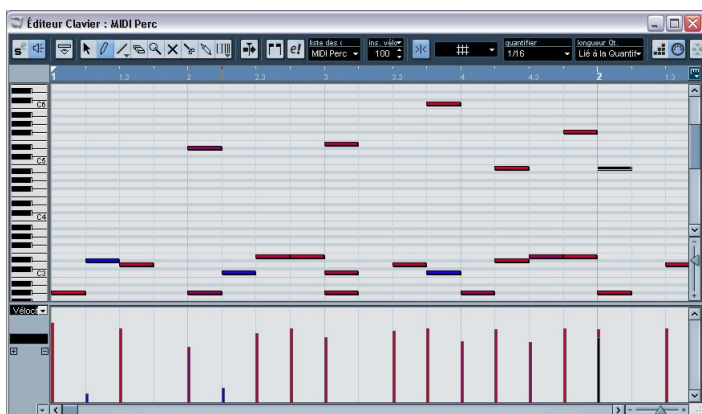 Éditeur Clavier : MIDI Perc
liste des (
ins. vélo
quantifier
longueur Qt.
MIDI Perc
100
1/16
Lié à la Quantif
1 1.3 2 2.3 3 3.3 4 4.3 2 1.3
C6
C5
C4
C3
Véloci